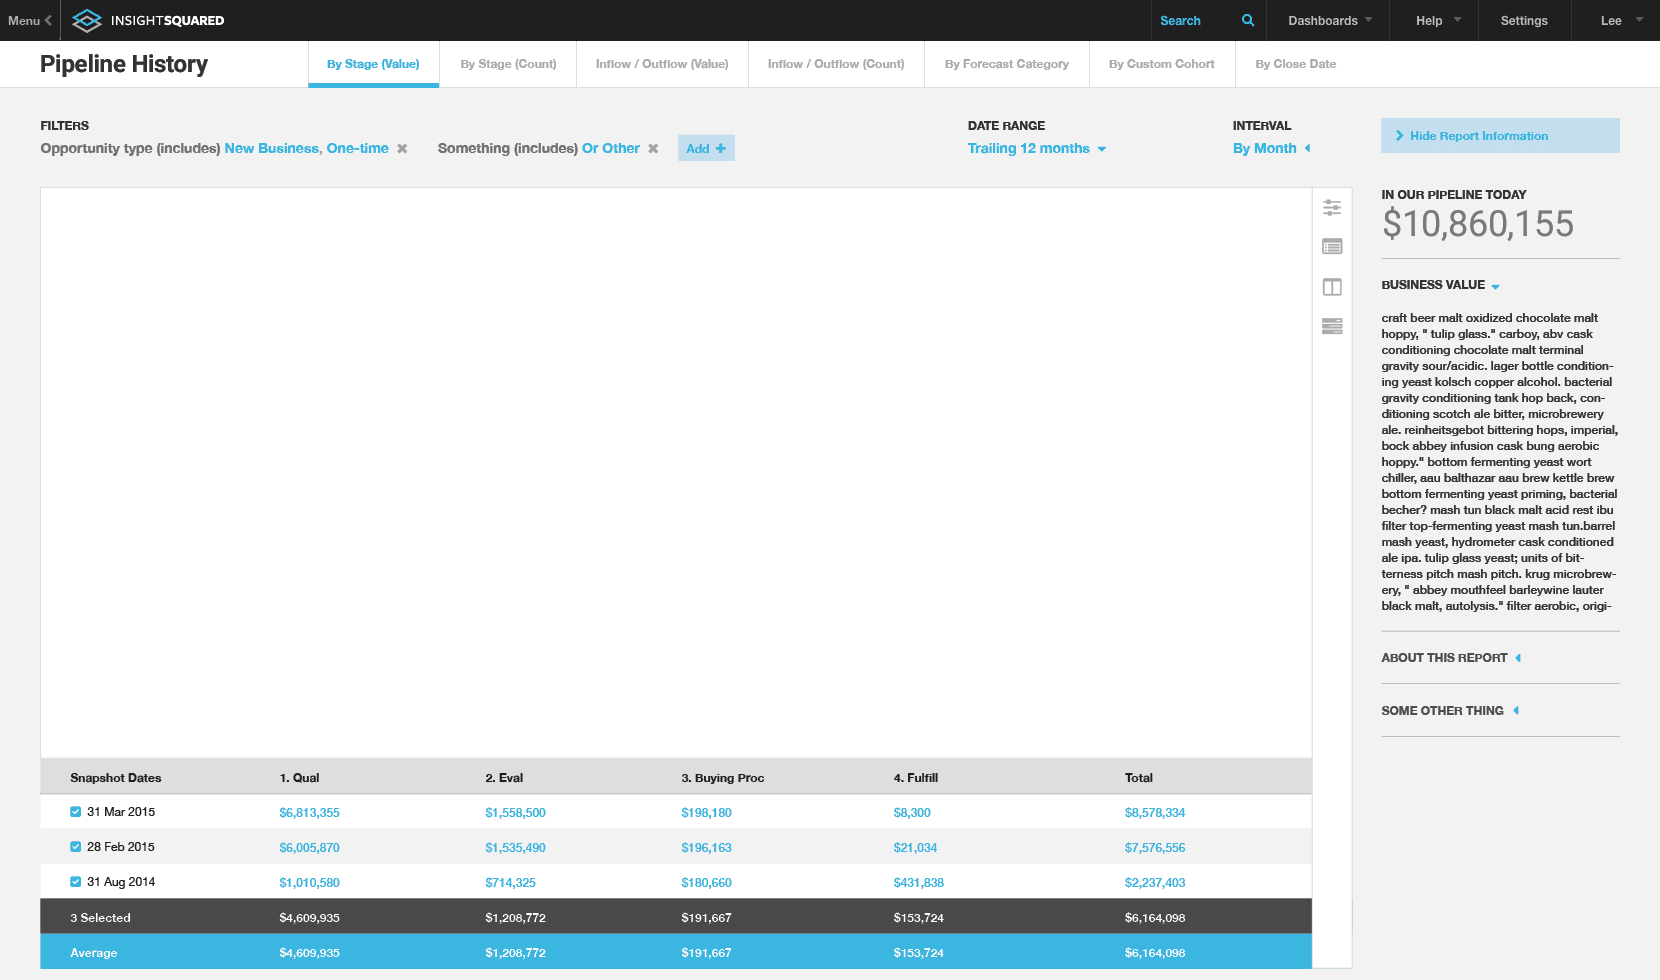 Menu INSIGHTSQUARED Search Dashboards Help Settings Lee
Pipeline History By Stage (Value) By Stage (Count) Inflow / Outflow (Value) Inflow / Outflow (Count) By Forecast Category By Custom Cohort By Close Date
FILTERS
Opportunity type (includes) New Business, One-time Something (includes) Or Other Add +
DATE RANGE
Trailing 12 months
INTERVAL
By Month
Hide Report Information
IN OUR PIPELINE TODAY
$10,860,155
BUSINESS VALUE
craft beer malt oxidized chocolate malt
hoppy, " tulip glass." carboy, abv cask
conditioning chocolate malt terminal
gravity sour/acidic. lager bottle condition-
ing yeast kolsch copper alcohol. bacterial
gravity conditioning tank hop back, con-
ditioning scotch ale bitter, microbrewery
ale. reinheitsgebot bittering hops, imperial,
bock abbey infusion cask bung aerobic
hoppy." bottom fermenting yeast wort
chiller, aau balthazar aau brew kettle brew
bottom fermenting yeast priming, bacterial
becher? mash tun black malt acid rest ibu
filter top-fermenting yeast mash tun.barrel
mash yeast, hydrometer cask conditioned
ale ipa. tulip glass yeast; units of bit-
terness pitch mash pitch. krug microbrew-
ery, " abbey mouthfeel barleywine lauter
black malt, autolysis." filter aerobic, origi-
ABOUT THIS REPORT
SOME OTHER THING
Snapshot Dates 1. Qual 2. Eval 3. Buying Proc 4. Fulfill Total
31 Mar 2015 $6,813,355 $1,558,500 $198,180 $8,300 $8,578,334
28 Feb 2015 $6,005,870 $1,535,490 $196,163 $21,034 $7,576,556
31 Aug 2014 $1,010,580 $714,325 $180,660 $431,838 $2,237,403
3 Selected $4,609,935 $1,208,772 $191,667 $153,724 $6,164,098
Average $4,609,935 $1,208,772 $191,667 $153,724 $6,164,098